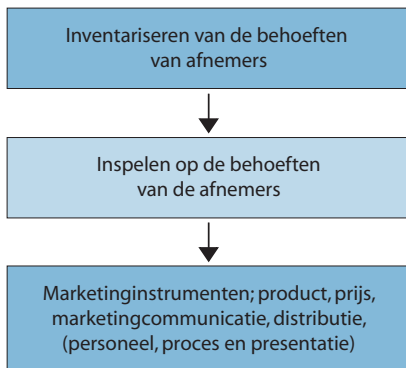 Inventariseren van de behoeften
van afnemers
Inspelen op de behoeften
van de afnemers
Marketinginstrumenten; product, prijs,
marketingcommunicatie, distributie,
(personeel, proces en presentatie)